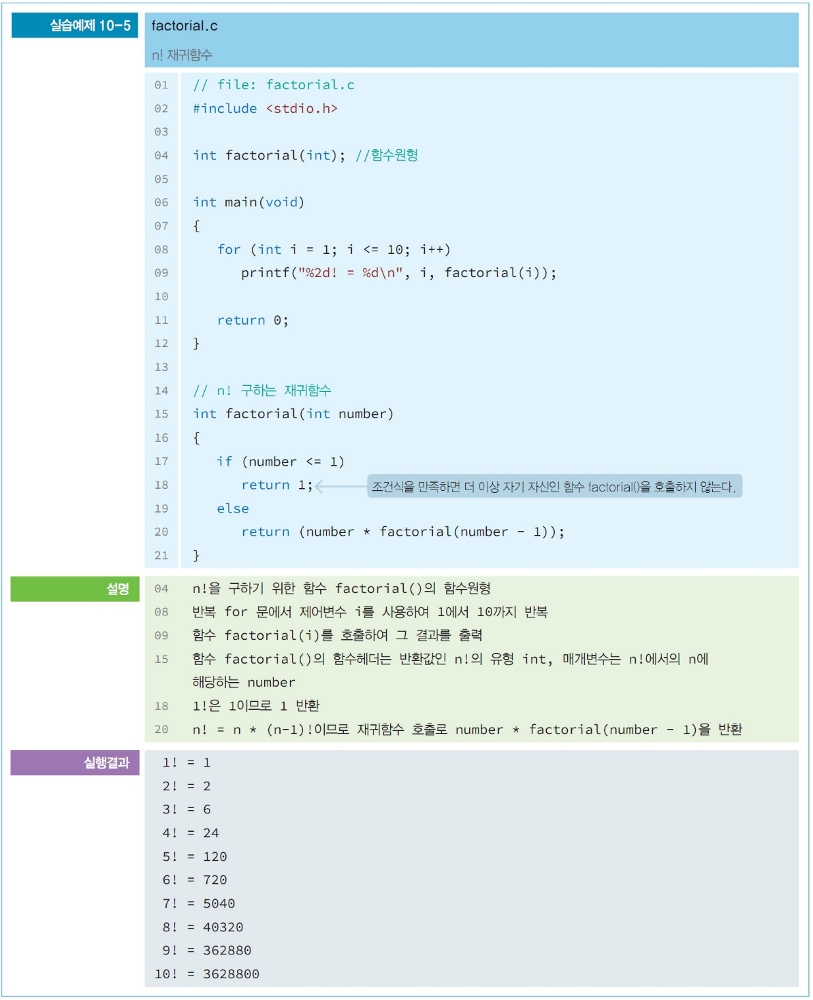 실습예제 10-5
factorial.c
n! 재귀함수
01 // file: factorial.c
02 #include <stdio.h>
03
04 int factorial(int); //함수원형
05
06 int main(void)
07 {
08 for (int i = 1; i <= 10; i++)
09 printf("%2d! = %d\n", i, factorial(i));
10
11 return 0;
12 }
13
14 // n! 구하는 재귀함수
15 int factorial(int number)
16 {
17 if (number <= 1)
18 return 1; 조건식을 만족하면 더 이상 자기 자신인 함수 factorial()을 호출하지 않는다.
19 else
20 return (number * factorial(number - 1));
21 }
설명
04 n!을 구하기 위한 함수 factorial()의 함수원형
08 반복 for 문에서 제어변수 i를 사용하여 1에서 10까지 반복
09 함수 factorial(i)를 호출하여 그 결과를 출력
15 함수 factorial()의 함수헤더는 반환값인 n!의 유형 int, 매개변수는 n!에서의 n에
해당하는 number
18 1!은 1이므로 1 반환
20 n! = n * (n-1)!이므로 재귀함수 호출로 number * factorial(number - 1)을 반환
실행결과
1! = 1
2! = 2
3! = 6
4! = 24
5! = 120
6! = 720
7! = 5040
8! = 40320
9! = 362880
10! = 3628800